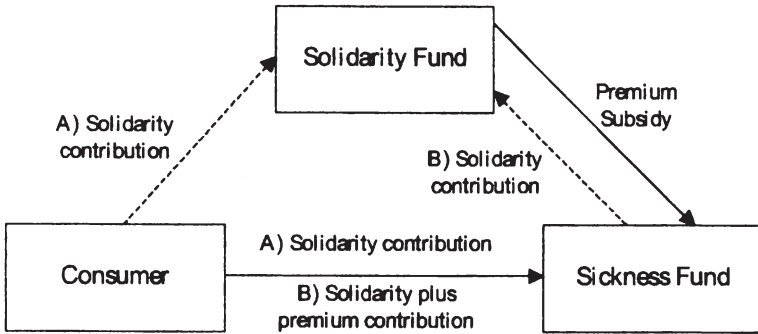 Solidarity Fund
A) Solidarity
contribution
Premium
Subsidy
B) Solidarity
contribution
Consumer
A) Solidarity contribution
B) Solidarity plus
premium contribution
Sickness Fund